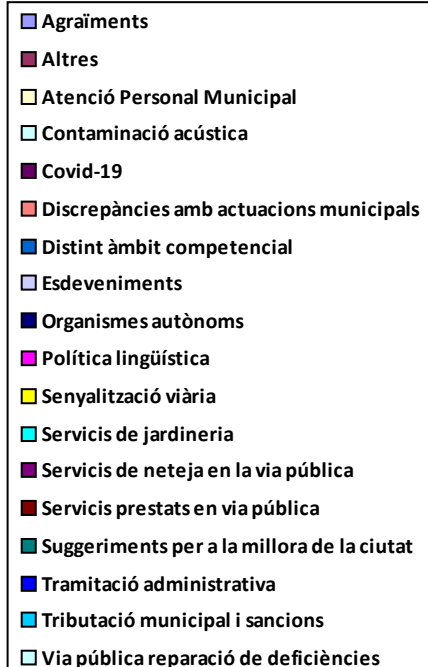 Agraïments
Altres
Atenció Personal Municipal
Contaminació acústica
Covid-19
Discrepàncies amb actuacions municipals
Distint àmbit competencial
Esdeveniments
Organismes autònoms
Política lingüística
Senyalització viària
Servicis de jardineria
Servicis de neteja en la via pública
Servicis prestats en via pública
Suggeriments per a la millora de la ciutat
Tramitació administrativa
Tributació municipal i sancions
Via pública reparació de deficiències